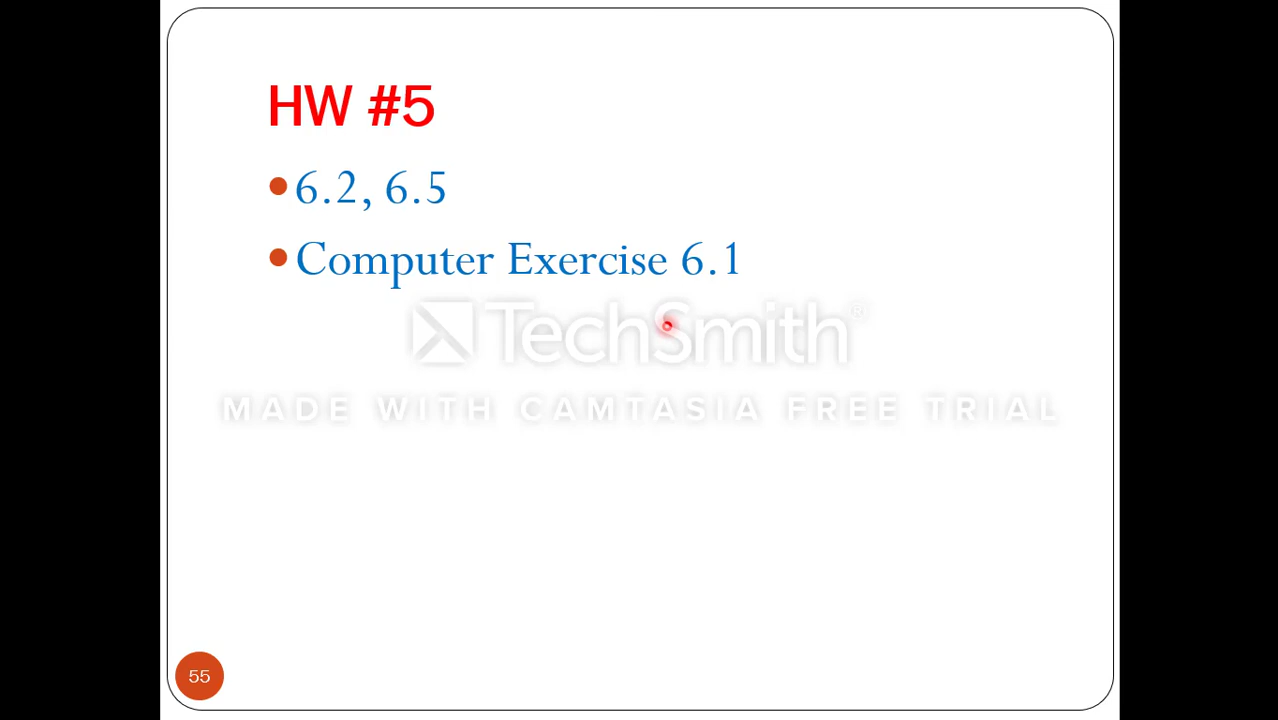 HW #5
6.2, 6.5
Computer Exercise 6.1
TechSmith®
MADE WITH CAMTASIA FREE TRIAL
55